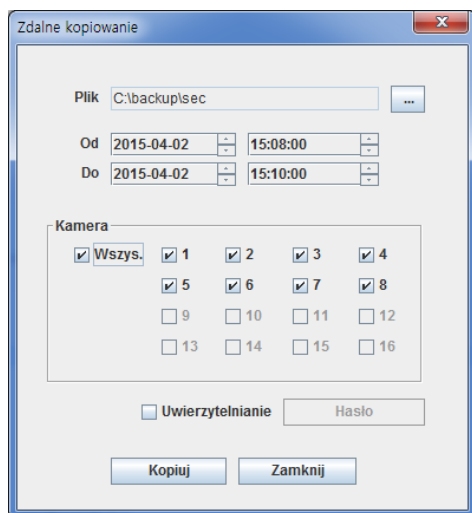 Zdalne kopiowanie
Plik C:\backup\sec ...
Od 2015-04-02 15:08:00
Do 2015-04-02 15:10:00
Kamera
Wszys. 1 2 3 4
5 6 7 8
9 10 11 12
13 14 15 16
Uwierzytelnianie Hasło
Kopiuj Zamknij